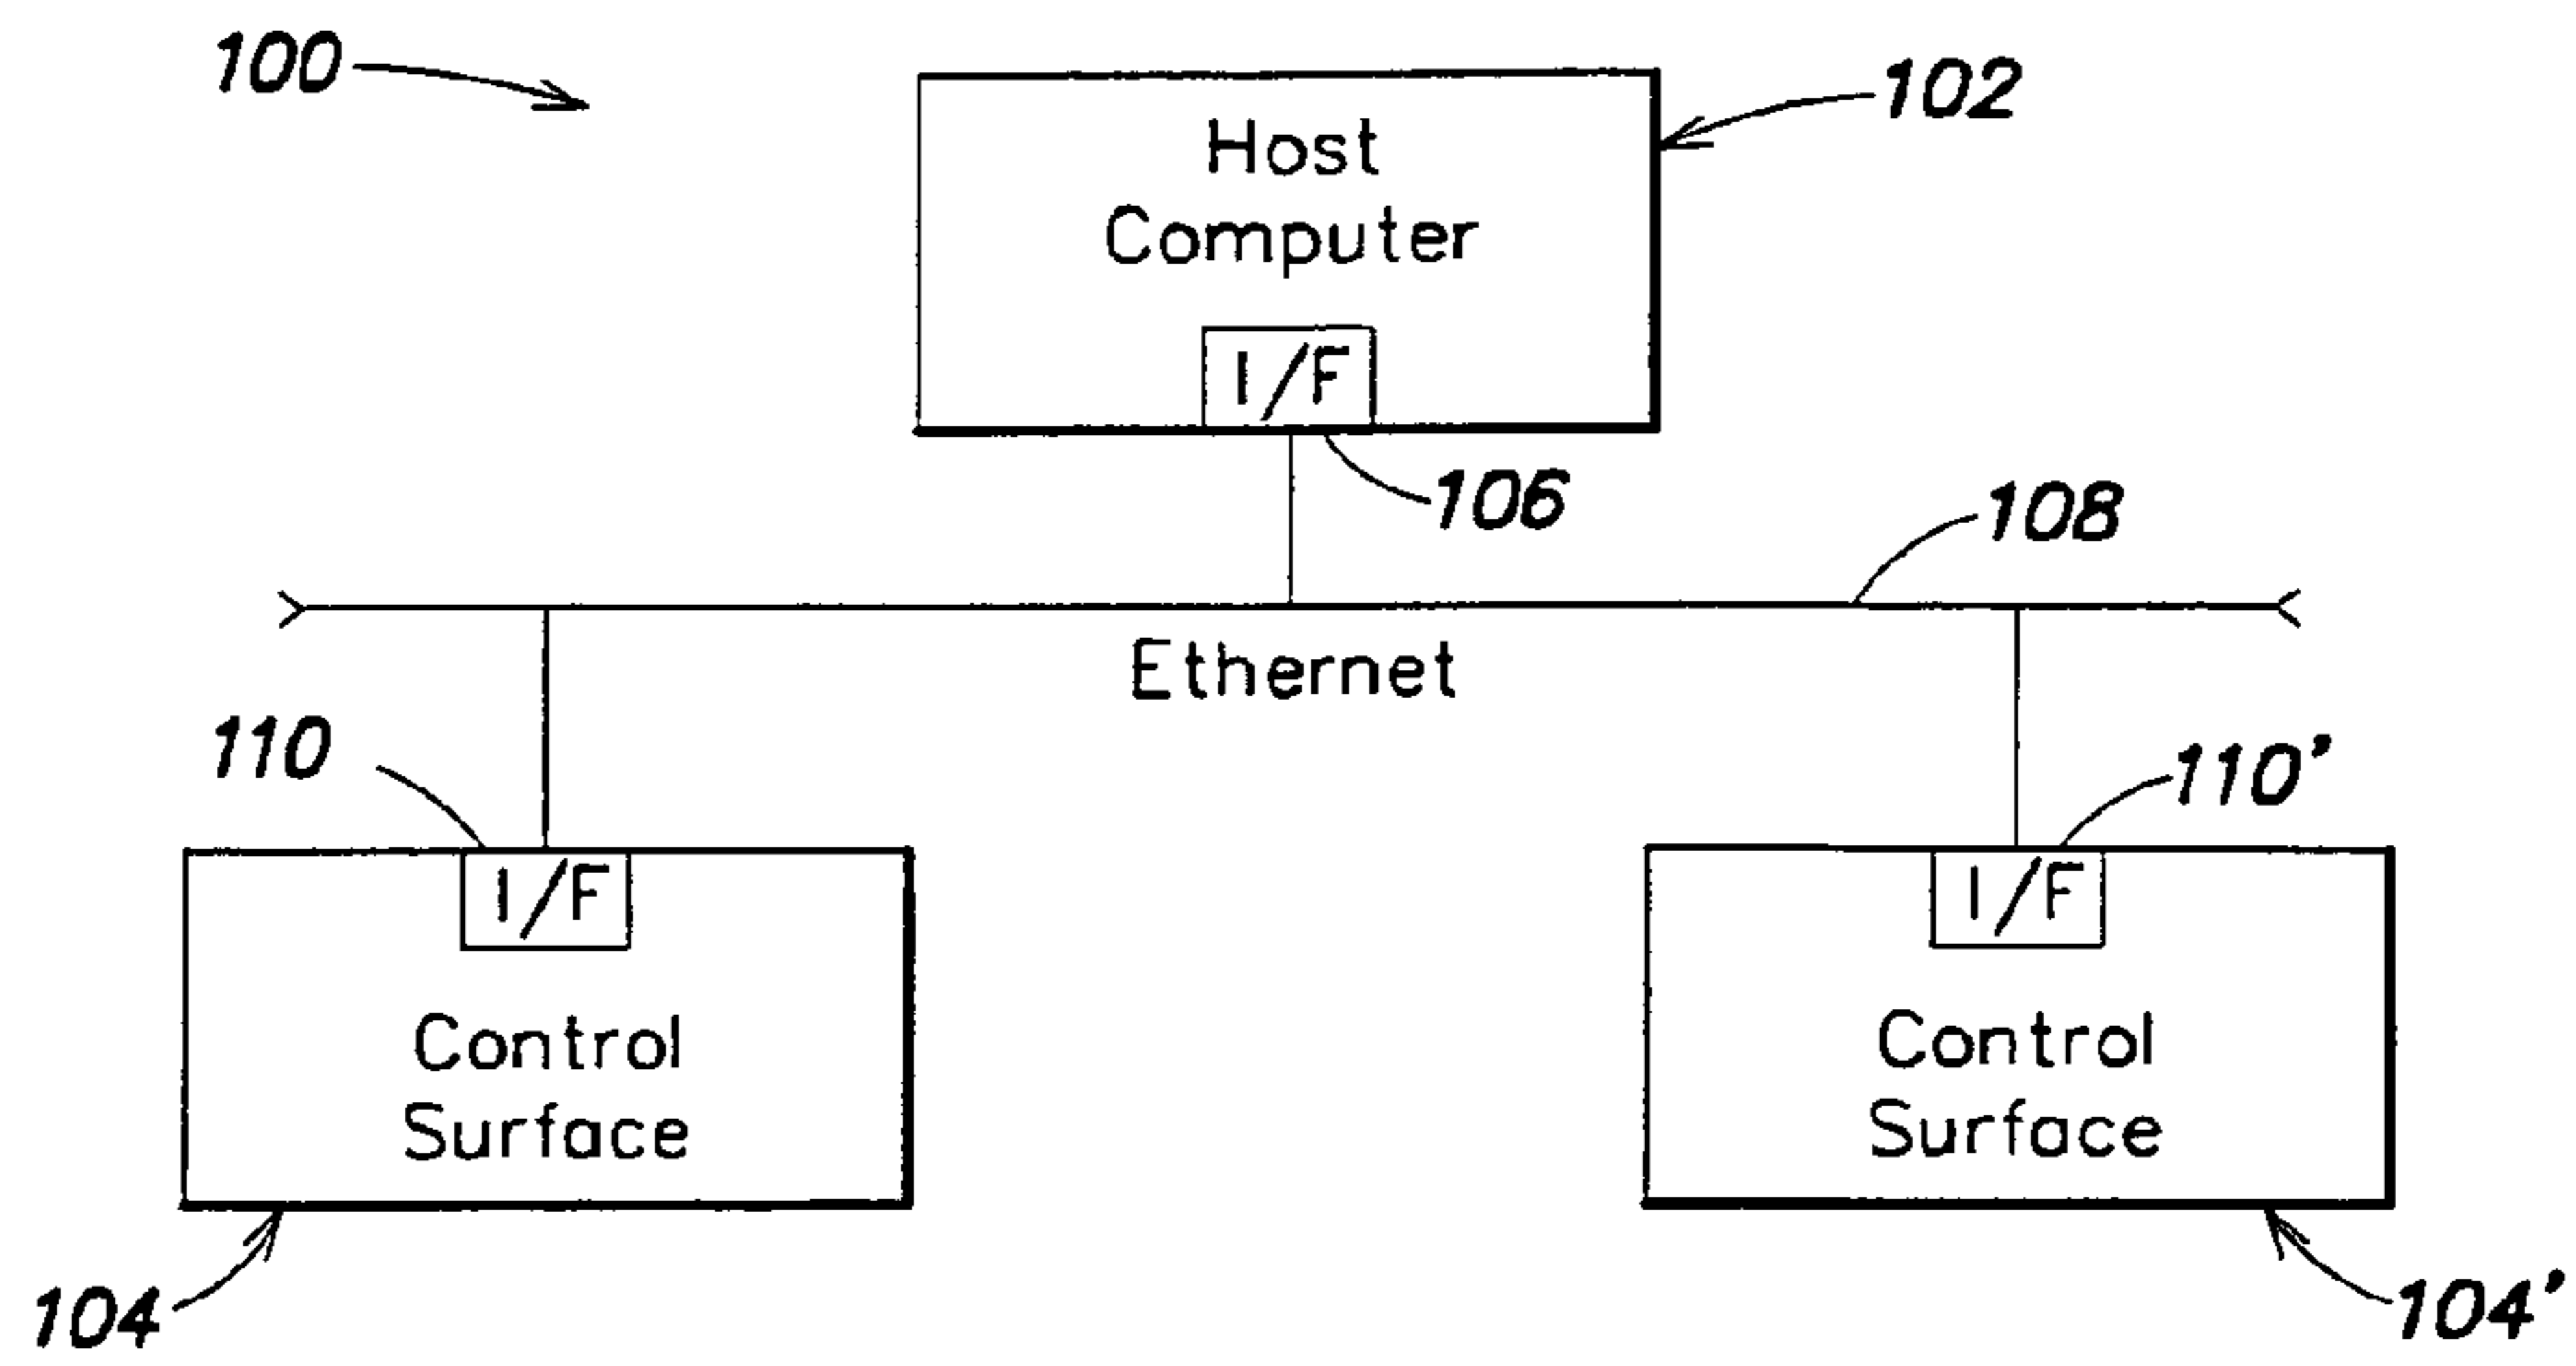 100
102
Host
Computer
I/F
106
108
Ethernet
110
110'
I/F
I/F
Control
Surface
Control
Surface
104
104'